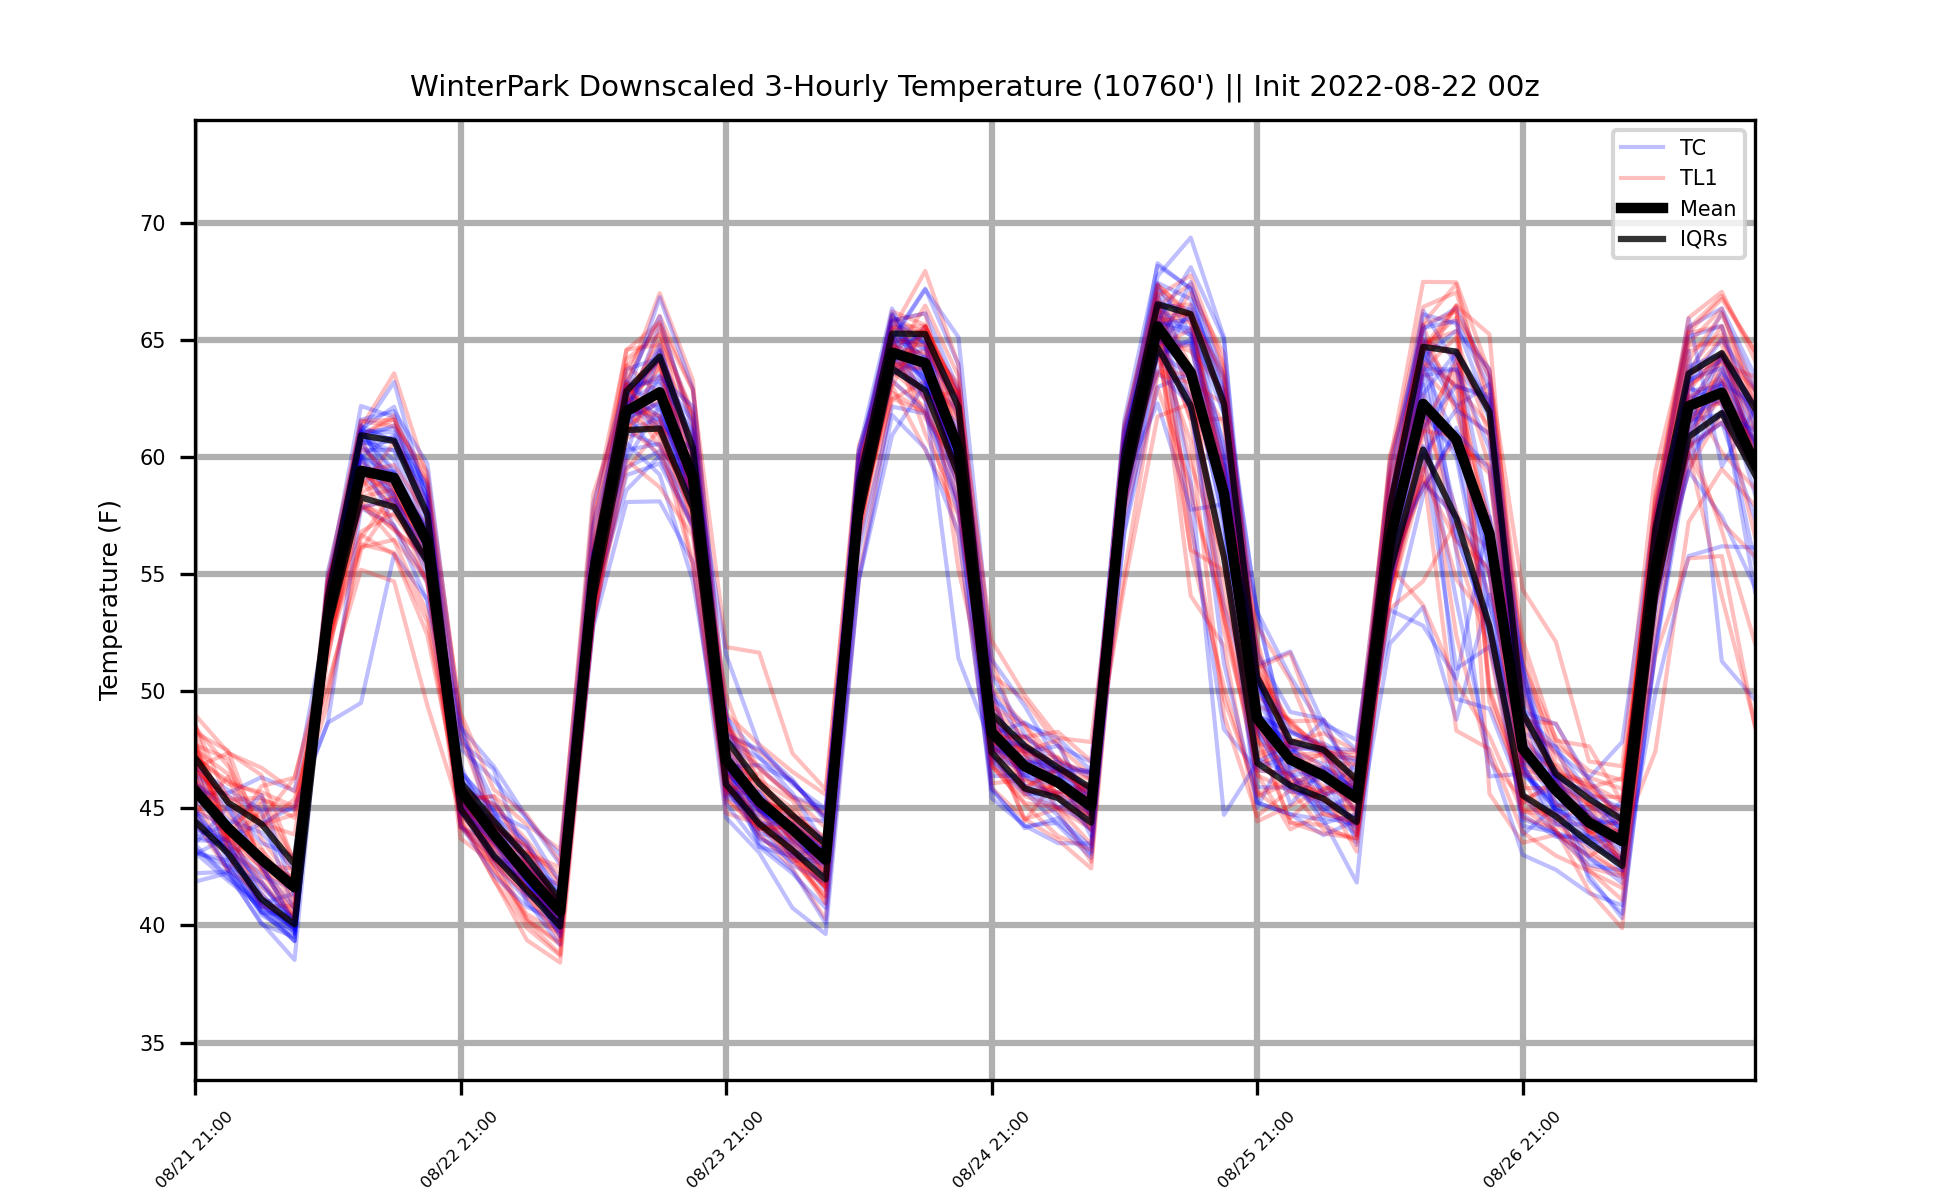 WinterPark Downscaled 3-Hourly Temperature (10760') || Init 2022-08-22 00z
TC
TL1
Mean
IQRs
Temperature (F)
70
65
60
55
50
45
40
35
08/21 21:00
08/22 21:00
08/23 21:00
08/24 21:00
08/25 21:00
08/26 21:00